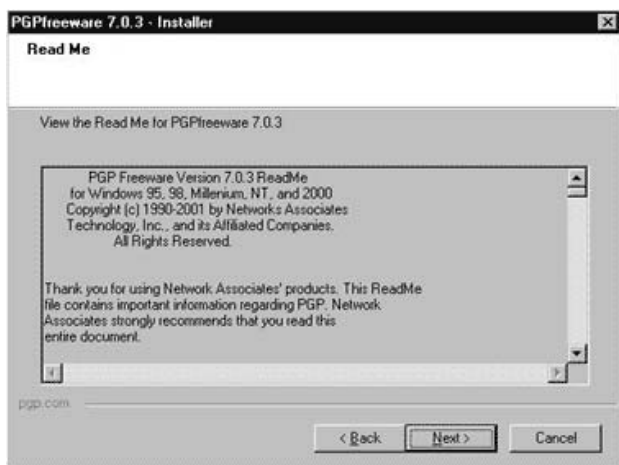 PGPfreeware 7.0.3 - Installer
Read Me
View the Read Me for PGPfreeware 7.0.3
PGP Freeware Version 7.0.3 ReadMe
for Windows 95, 98, Millenium, NT, and 2000
Copyright (c) 1990-2001 by Networks Associates
Technology, Inc., and its Affiliated Companies.
All Rights Reserved.
Thank you for using Network Associates' products. This ReadMe
file contains important information regarding PGP. Network
Associates strongly recommends that you read this
entire document.
pgp.com
< Back
Next >
Cancel